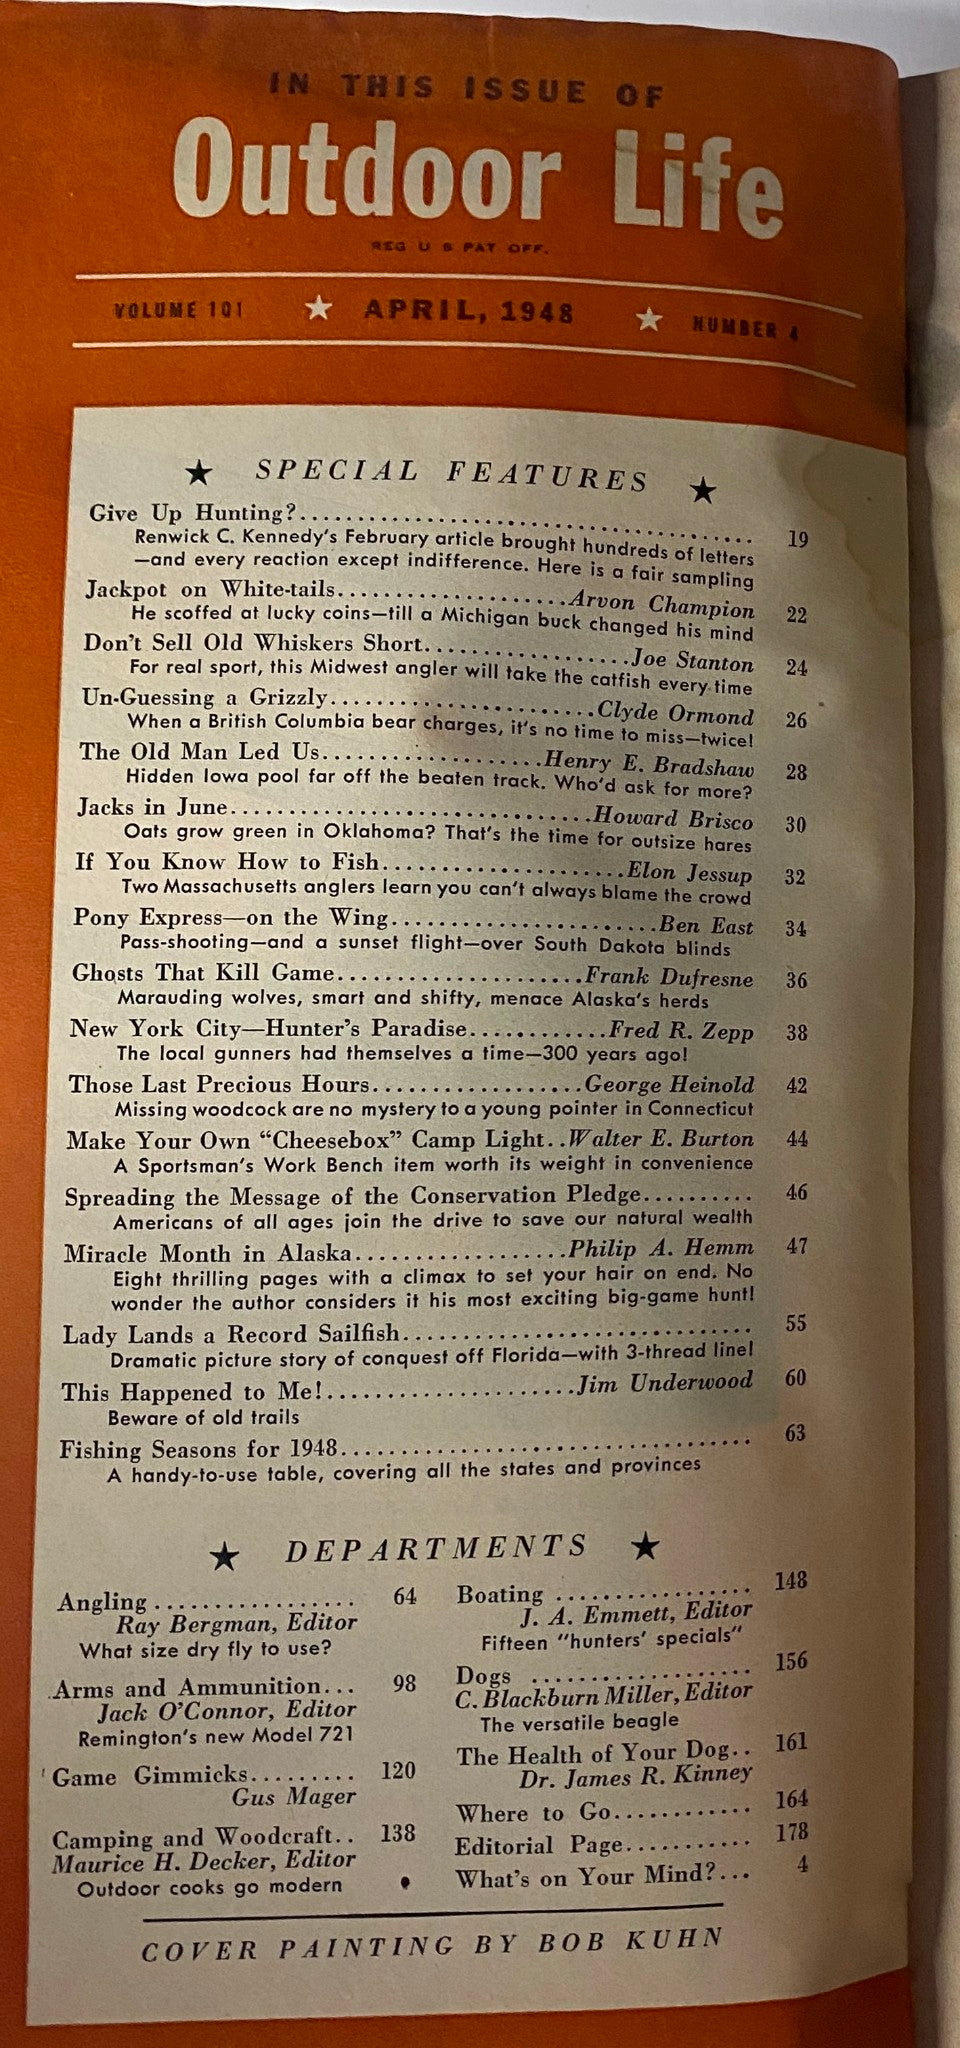 IN THIS ISSUE OF
Outdoor Life
REG U S PAT OFF.
VOLUME 101 ★ APRIL, 1948 ★ NUMBER 4
★ SPECIAL FEATURES ★
Give Up Hunting?.......................................... 19
Renwick C. Kennedy's February article brought hundreds of letters
—and every reaction except indifference. Here is a fair sampling
Jackpot on White-tails.....................Arvon Champion 22
He scoffed at lucky coins—till a Michigan buck changed his mind
Don't Sell Old Whiskers Short...................Joe Stanton 24
For real sport, this Midwest angler will take the catfish every time
Un-Guessing a Grizzly.........................Clyde Ormond 26
When a British Columbia bear charges, it's no time to miss—twice!
The Old Man Led Us....................Henry E. Bradshaw 28
Hidden Iowa pool far off the beaten track. Who'd ask for more?
Jacks in June.................................Howard Brisco 30
Oats grow green in Oklahoma? That's the time for outsize hares
If You Know How to Fish......................Elon Jessup 32
Two Massachusetts anglers learn you can't always blame the crowd
Pony Express—on the Wing........................Ben East 34
Pass-shooting—and a sunset flight—over South Dakota blinds
Ghosts That Kill Game......................Frank Dufresne 36
Marauding wolves, smart and shifty, menace Alaska's herds
New York City—Hunter's Paradise............Fred R. Zepp 38
The local gunners had themselves a time—300 years ago!
Those Last Precious Hours..................George Heinold 42
Missing woodcock are no mystery to a young pointer in Connecticut
Make Your Own “Cheesebox” Camp Light..Walter E. Burton 44
A Sportsman's Work Bench item worth its weight in convenience
Spreading the Message of the Conservation Pledge.......... 46
Americans of all ages join the drive to save our natural wealth
Miracle Month in Alaska...................Philip A. Hemm 47
Eight thrilling pages with a climax to set your hair on end. No
wonder the author considers it his most exciting big-game hunt!
Lady Lands a Record Sailfish.............................. 55
Dramatic picture story of conquest off Florida—with 3-thread line!
This Happened to Me!......................Jim Underwood 60
Beware of old trails
Fishing Seasons for 1948................................... 63
A handy-to-use table, covering all the states and provinces
★ DEPARTMENTS ★
Angling ................. 64
Ray Bergman, Editor
What size dry fly to use?
Arms and Ammunition... 98
Jack O'Connor, Editor
Remington's new Model 721
Game Gimmicks......... 120
Gus Mager
Camping and Woodcraft.. 138
Maurice H. Decker, Editor
Outdoor cooks go modern
Boating ................ 148
J. A. Emmett, Editor
Fifteen "hunters' specials"
Dogs ................... 156
C. Blackburn Miller, Editor
The versatile beagle
The Health of Your Dog.. 161
Dr. James R. Kinney
Where to Go............ 164
Editorial Page........... 178
What's on Your Mind?... 4
COVER PAINTING BY BOB KUHN